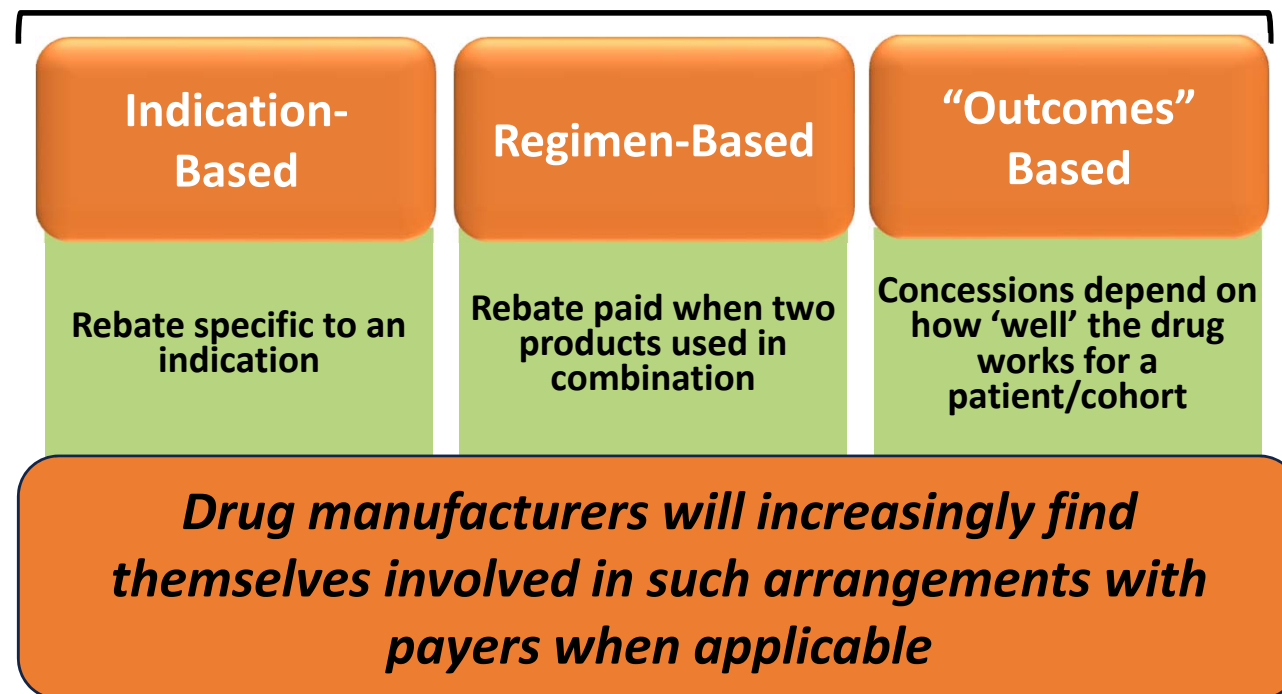 Indication-
Based
Regimen-Based
“Outcomes”
Based
Rebate specific to an
indication
Rebate paid when two
products used in
combination
Concessions depend on
how ‘well’ the drug
works for a
patient/cohort
Drug manufacturers will increasingly find
themselves involved in such arrangements with
payers when applicable